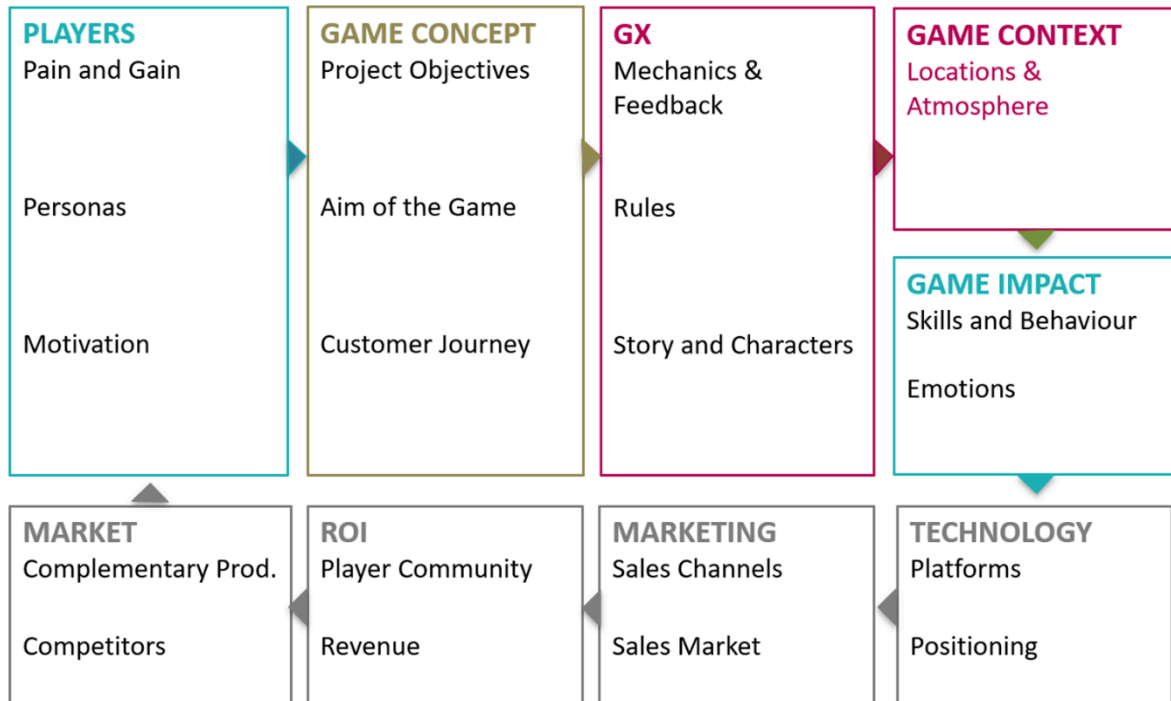 PLAYERS
Pain and Gain
Personas
Motivation
GAME CONCEPT
Project Objectives
Aim of the Game
Customer Journey
GX
Mechanics &
Feedback
Rules
Story and Characters
GAME CONTEXT
Locations &
Atmosphere
GAME IMPACT
Skills and Behaviour
Emotions
TECHNOLOGY
Platforms
Positioning
MARKETING
Sales Channels
Sales Market
ROI
Player Community
Revenue
MARKET
Complementary Prod.
Competitors